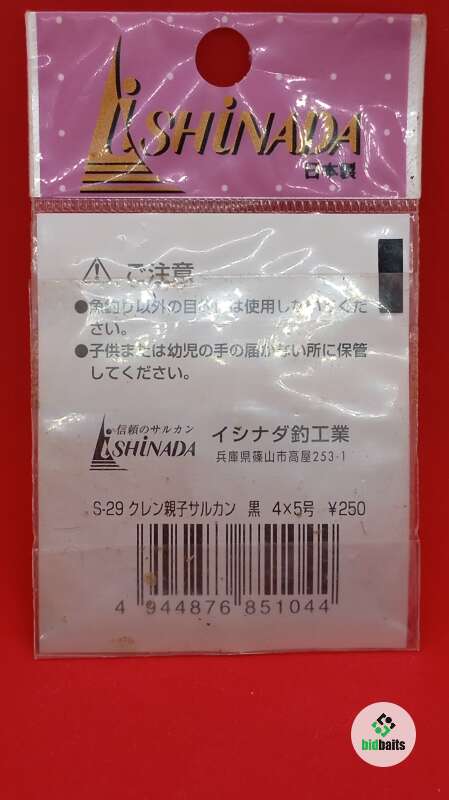 ISHINADA
日本製
⚠ ご注意
●魚釣り以外の目的には使用しないでくだ
さい。
●子供または幼児の手の届かない所に保管
してください。
信頼のサルカン
ISHINADA
イシナダ釣工業
兵庫県篠山市高屋253-1
S-29 クレン親子サルカン 黒 4×5号 ¥250
4 944876 851044
bidbaits